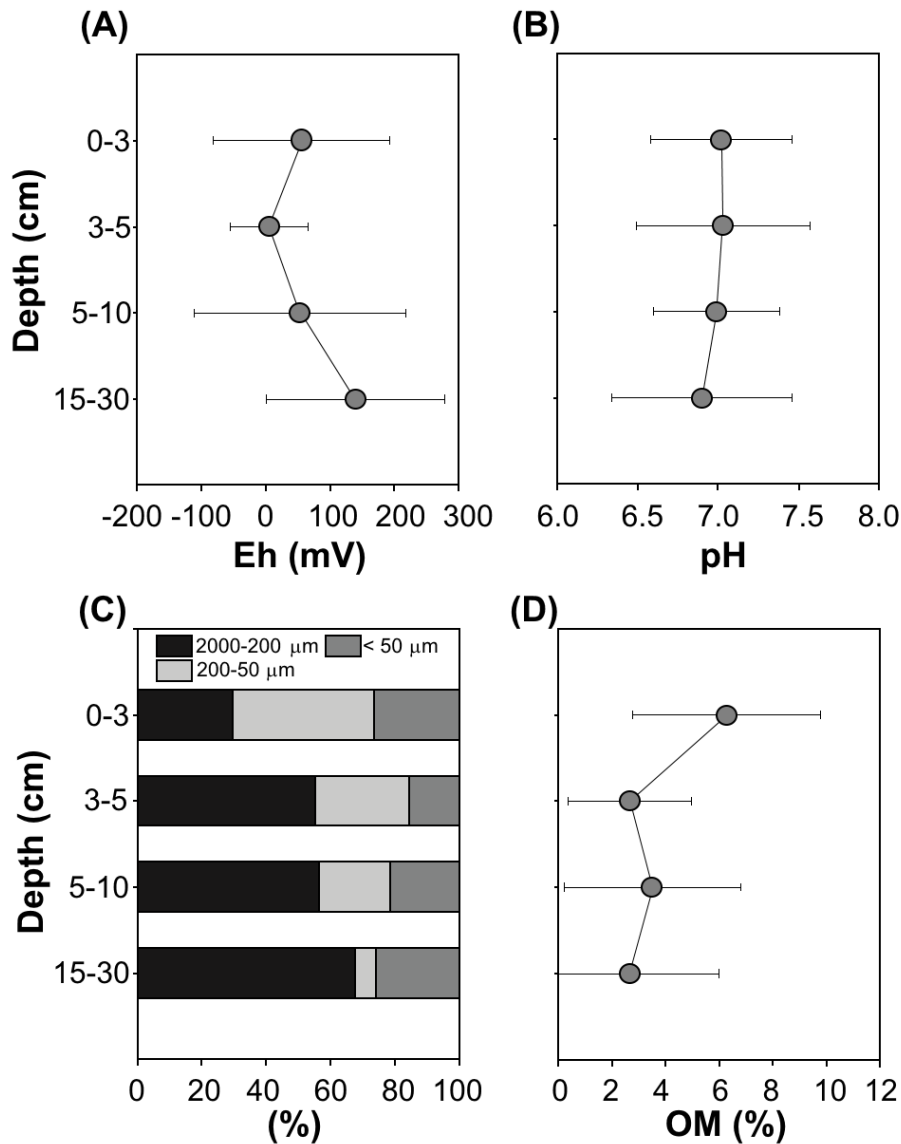 (A)
Depth (cm)
0-3
3-5
5-10
15-30
-200 -100 0 100 200 300
Eh (mV)
(B)
6.0 6.5 7.0 7.5 8.0
pH
(C)
2000-200 μm < 50 μm
200-50 μm
Depth (cm)
0-3
3-5
5-10
15-30
0 20 40 60 80 100
(%)
(D)
0 2 4 6 8 10 12
OM (%)